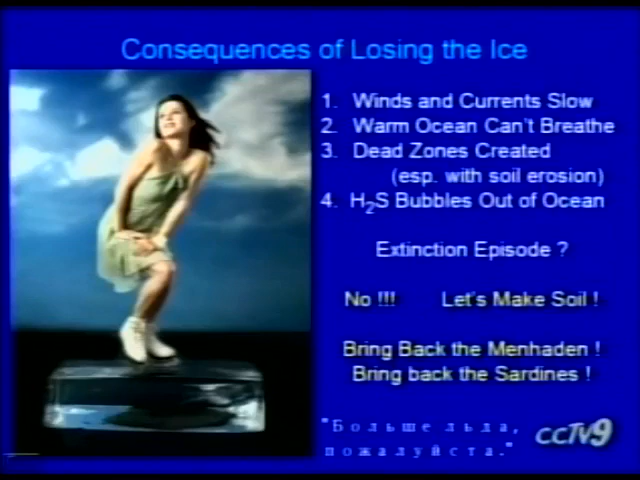 Consequences of Losing the Ice
1. Winds and Currents Slow
2. Warm Ocean Can't Breathe
3. Dead Zones Created
(esp. with soil erosion)
4. H₂S Bubbles Out of Ocean
Extinction Episode ?
No !!! Let's Make Soil !
Bring Back the Menhaden !
Bring back the Sardines !
"Больше льда,
пожалуйста."
CCTV9